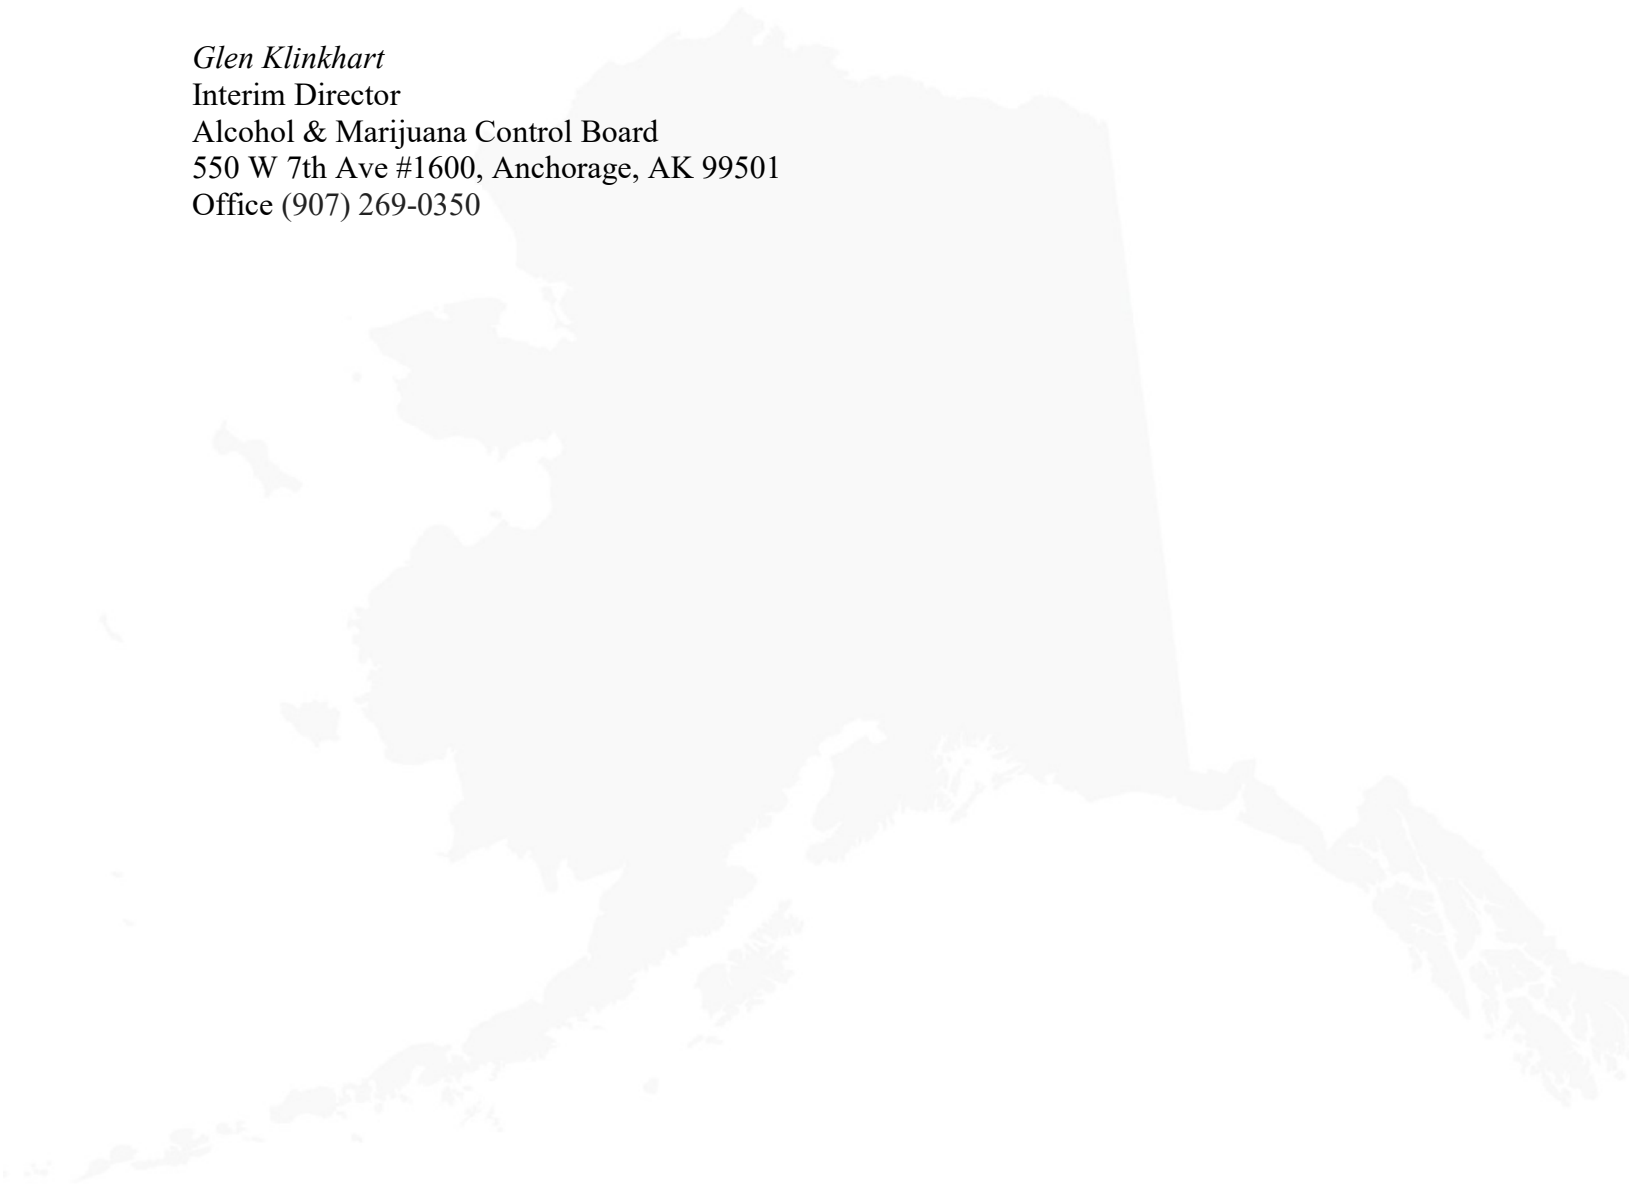 Glen Klinkhart
Interim Director
Alcohol & Marijuana Control Board
550 W 7th Ave #1600, Anchorage, AK 99501
Office (907) 269-0350